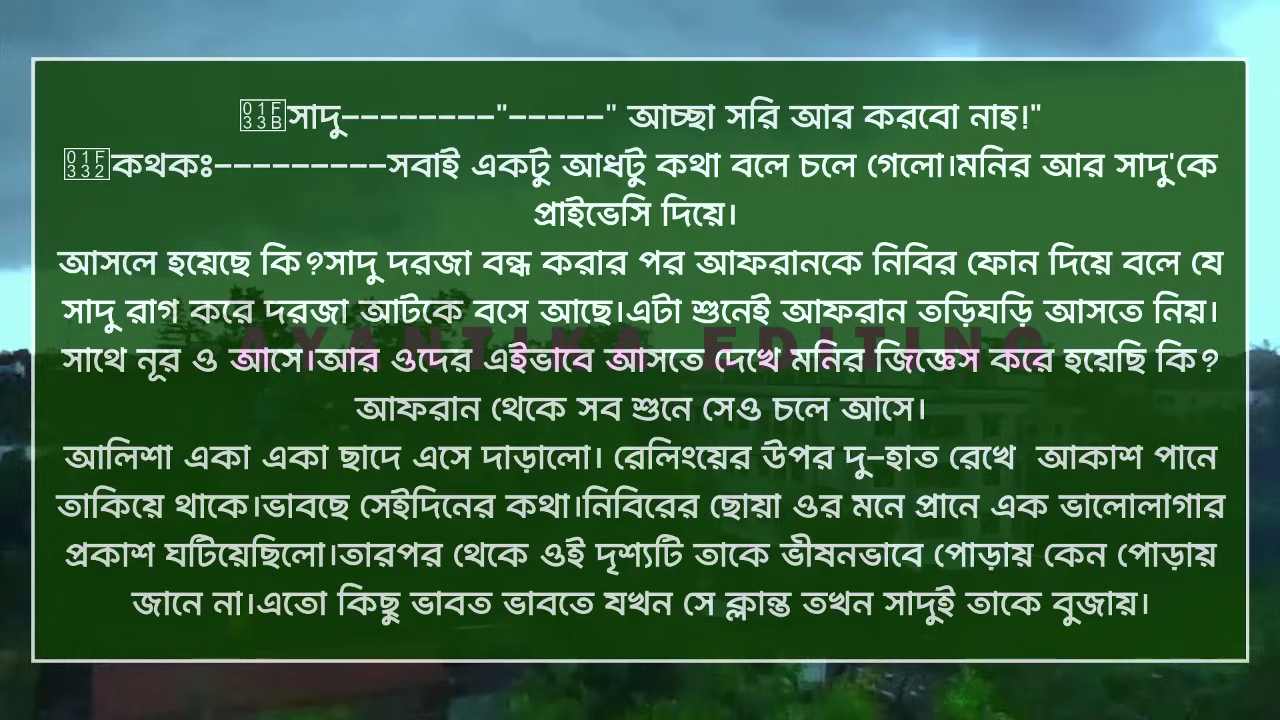 সাদু---------"-----" আচ্ছা সরি আর করবো নাহ!"
কথকঃ----------সবাই একটু আধটু কথা বলে চলে গেলো।মনির আর সাদু'কে
প্রাইভেসি দিয়ে।
আসলে হয়েছে কি?সাদু দরজা বন্ধ করার পর আফরানকে নিবির ফোন দিয়ে বলে যে
সাদু রাগ করে দরজা আটকে বসে আছে।এটা শুনেই আফরান তড়িঘড়ি আসতে নিয়।
সাথে নূর ও আসে।আর ওদের এইভাবে আসতে দেখে মনির জিজ্ঞেস করে হয়েছি কি?
আফরান থেকে সব শুনে সেও চলে আসে।
আলিশা একা একা ছাদে এসে দাড়ালো। রেলিংয়ের উপর দু-হাত রেখে আকাশ পানে
তাকিয়ে থাকে।ভাবছে সেইদিনের কথা।নিবিরের ছোয়া ওর মনে প্রানে এক ভালোলাগার
প্রকাশ ঘটিয়েছিলো।তারপর থেকে ওই দৃশ্যটি তাকে ভীষনভাবে পোড়ায় কেন পোড়ায়
জানে না।এতো কিছু ভাবত ভাবতে যখন সে ক্লান্ত তখন সাদুই তাকে বুজায়।
AYANTIKA EDITING